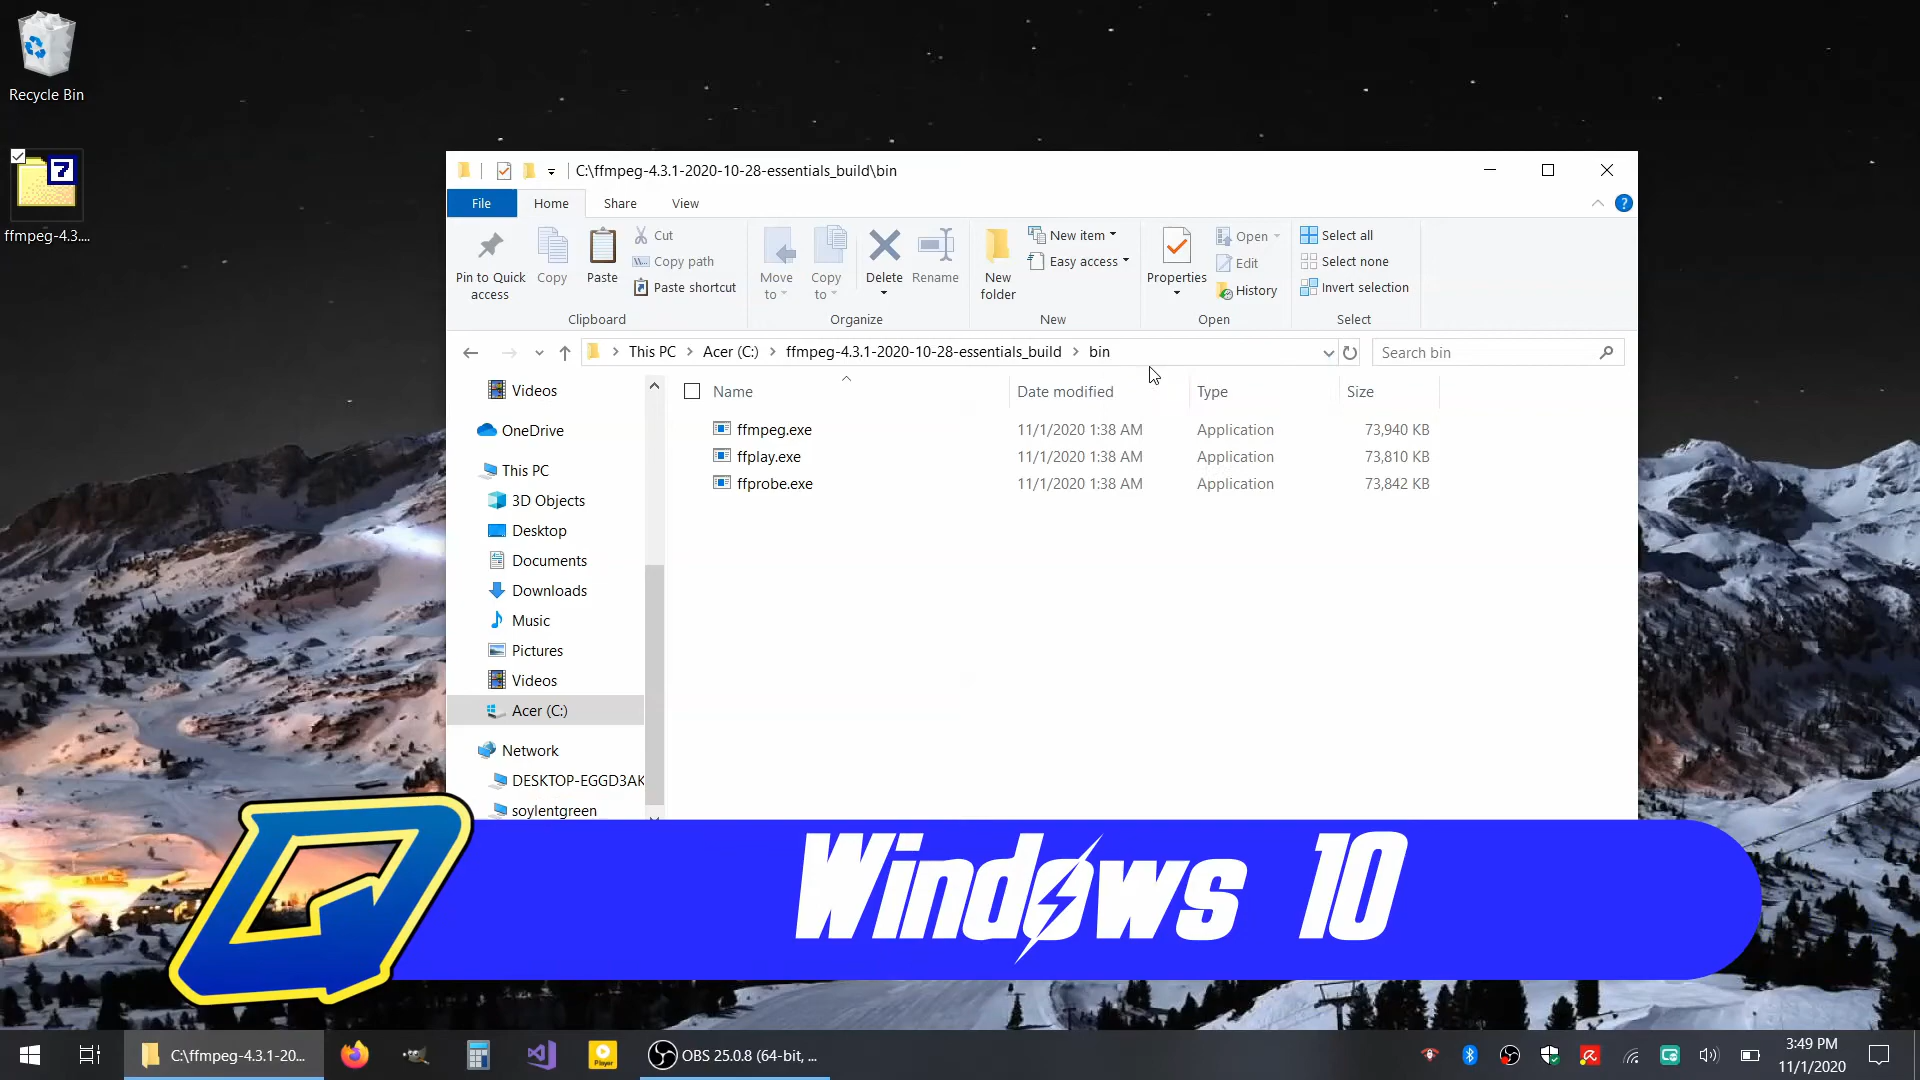 Recycle Bin
7
ffmpeg-4.3....
C:\ffmpeg-4.3.1-2020-10-28-essentials_build\bin
File Home Share View
?
Pin to Quick access
Copy
Paste
Cut
Copy path
Paste shortcut
Clipboard
Move to
Copy to
Delete
Rename
Organize
New folder
New item
Easy access
New
Properties
Open
Edit
History
Open
Select all
Select none
Invert selection
Select
This PC > Acer (C:) > ffmpeg-4.3.1-2020-10-28-essentials_build > bin
Search bin
Videos
OneDrive
This PC
3D Objects
Desktop
Documents
Downloads
Music
Pictures
Videos
Acer (C:)
Network
DESKTOP-EGGD3AK
soylentgreen
Name Date modified Type Size
ffmpeg.exe 11/1/2020 1:38 AM Application 73,940 KB
ffplay.exe 11/1/2020 1:38 AM Application 73,810 KB
ffprobe.exe 11/1/2020 1:38 AM Application 73,842 KB
Windows 10
C:\ffmpeg-4.3.1-20...
Player
OBS 25.0.8 (64-bit, ...
3:49 PM
11/1/2020